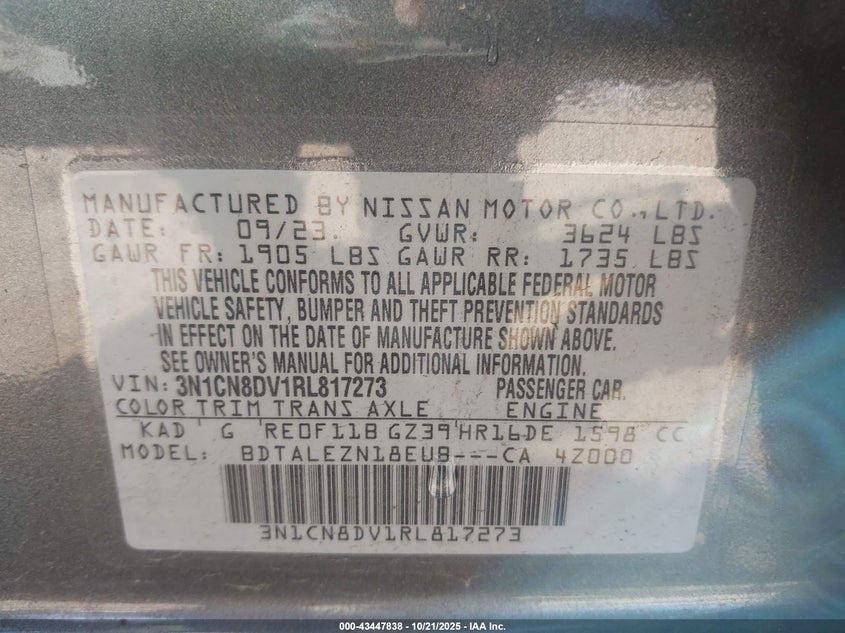 MANUFACTURED BY NISSAN MOTOR CO., LTD.
DATE: 09/23. GVWR: 3624 LBS
GAWR FR: 1905 LBS GAWR RR: 1735 LBS
THIS VEHICLE CONFORMS TO ALL APPLICABLE FEDERAL MOTOR
VEHICLE SAFETY, BUMPER AND THEFT PREVENTION STANDARDS
IN EFFECT ON THE DATE OF MANUFACTURE SHOWN ABOVE.
SEE OWNER'S MANUAL FOR ADDITIONAL INFORMATION.
VIN: 3N1CN8DV1RL817273 PASSENGER CAR.
COLOR TRIM TRANS AXLE ENGINE
KAD G RE0F11B GZ39 HR16DE 1598 CC
MODEL: BDTALEZN18EUB---CA 4Z000
3N1CN8DV1RL817273
000-43447838 - 10/21/2025 - IAA Inc.